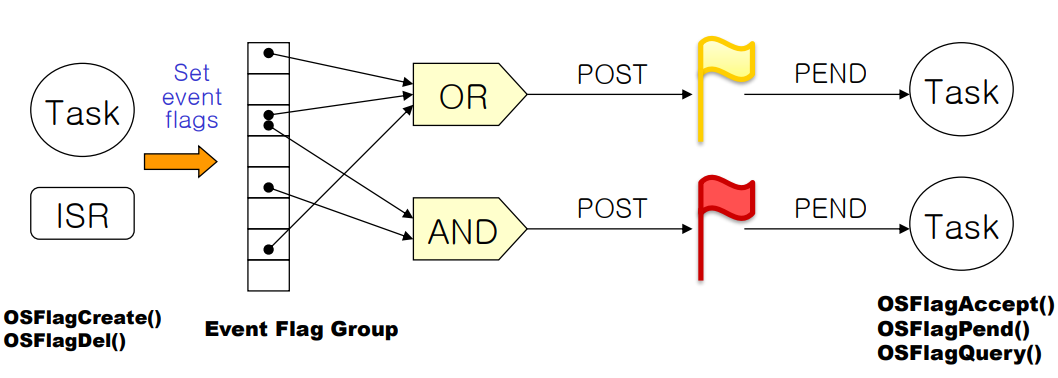 Task
ISR
OSFlagCreate()
OSFlagDel()
Set
event
flags
Event Flag Group
OR
POST
PEND
Task
AND
POST
PEND
Task
OSFlagAccept()
OSFlagPend()
OSFlagQuery()